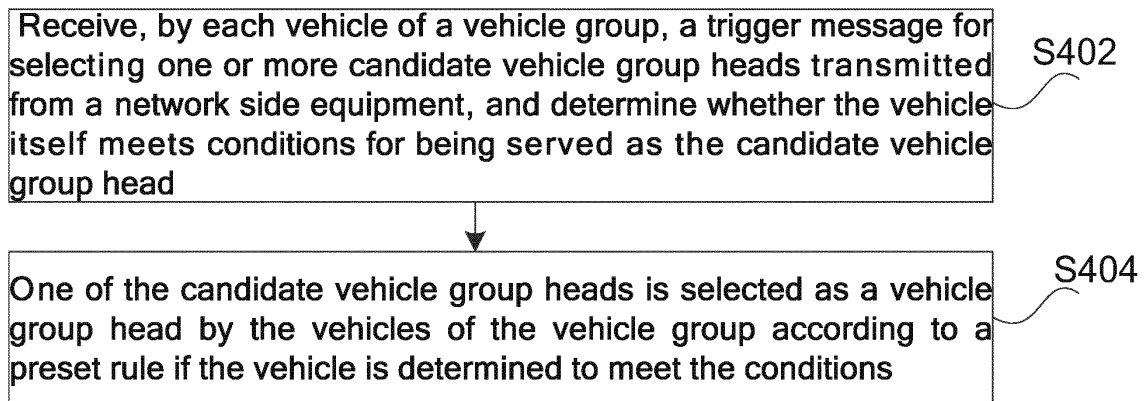 Receive, by each vehicle of a vehicle group, a trigger message for
selecting one or more candidate vehicle group heads transmitted
from a network side equipment, and determine whether the vehicle
itself meets conditions for being served as the candidate vehicle
group head
S402
One of the candidate vehicle group heads is selected as a vehicle
group head by the vehicles of the vehicle group according to a
preset rule if the vehicle is determined to meet the conditions
S404